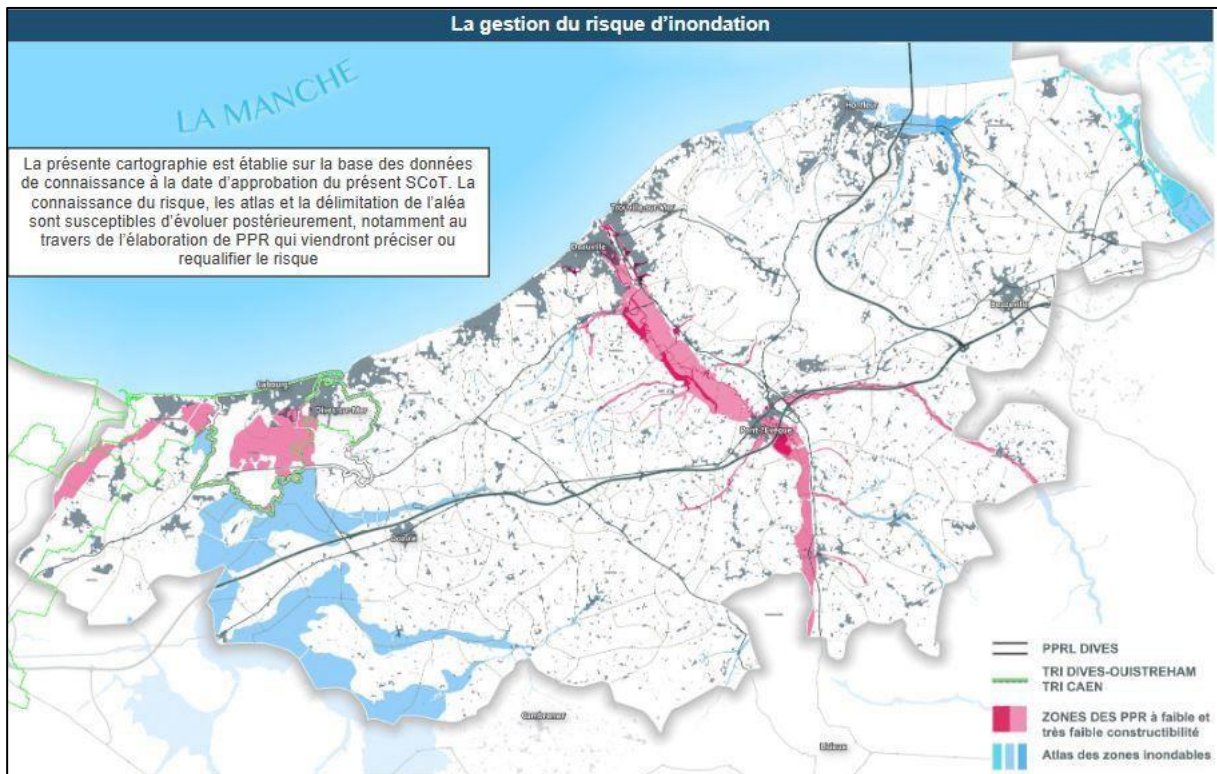 La gestion du risque d'inondation
LA MANCHE
La présente cartographie est établie sur la base des données
de connaissance à la date d'approbation du présent SCoT. La
connaissance du risque, les atlas et la délimitation de l'aléa
sont susceptibles d'évoluer postérieurement, notamment au
travers de l'élaboration de PPR qui viendront préciser ou
requalifier le risque
Honfleur
Trouville-sur-Mer
Deauville
Beuzeville
Cabourg
Dives-sur-Mer
Pont-l'Evêque
Dozulé
Cambremer
Lisieux
PPRL DIVES
TRI DIVES-OUISTREHAM
TRI CAEN
ZONES DES PPR à faible et
très faible constructibilité
Atlas des zones inondables